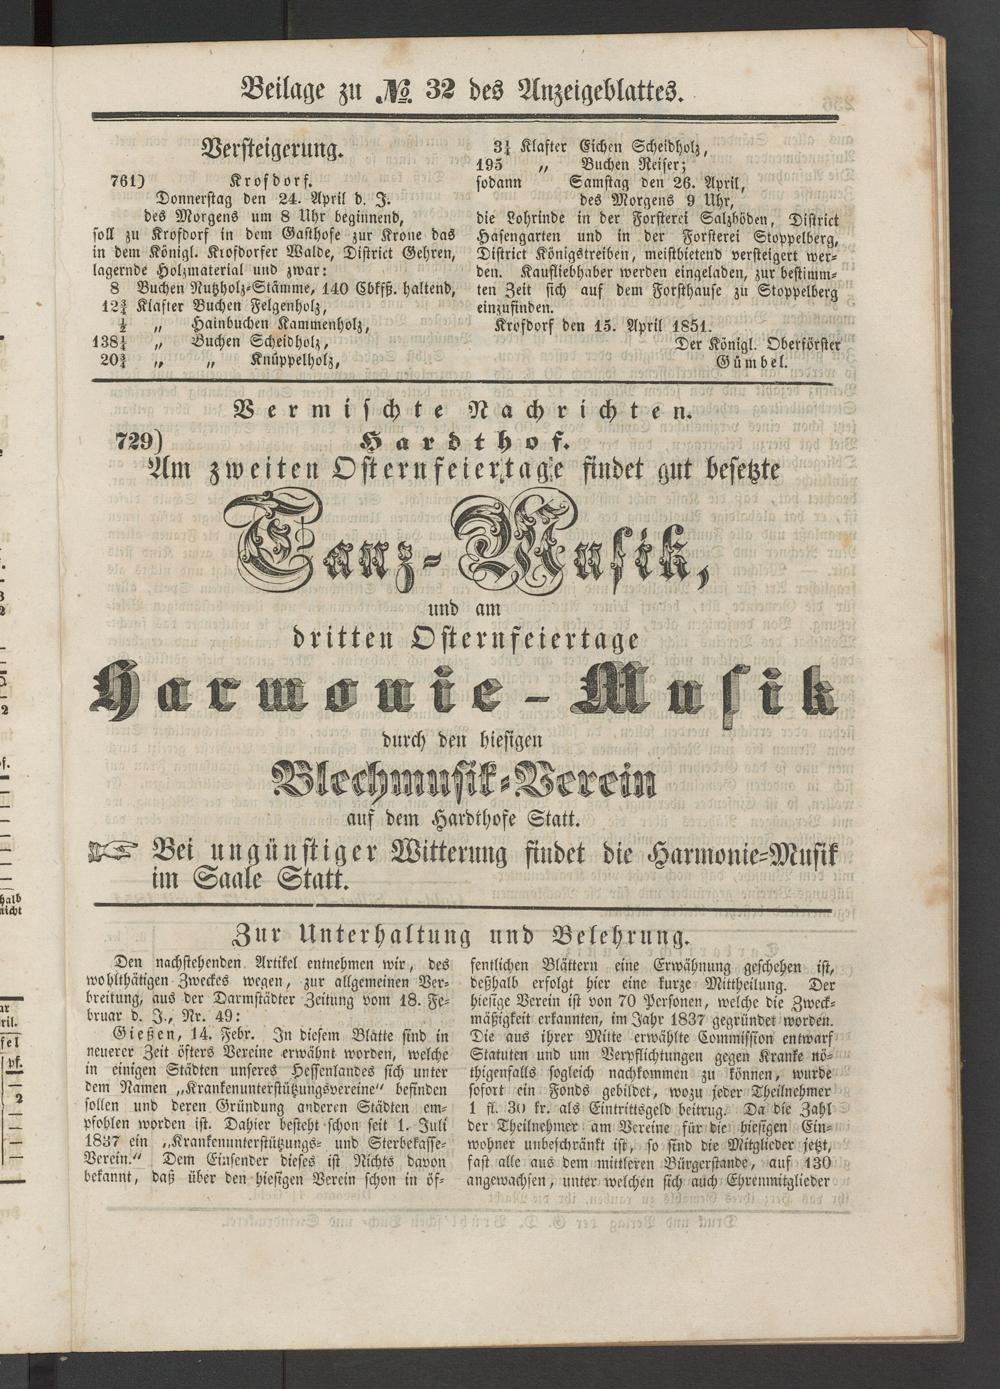 Beilage zu No. 32 des Anzeigeblattes.
Versteigerung.
761) Krofdorf.
Donnerstag den 24. April d. J.
des Morgens um 8 Uhr beginnend,
soll zu Krofdorf in dem Gasthofe zur Krone das
in dem Königl. Krofdorfer Walde, District Gehren,
lagernde Holzmaterial und zwar:
8 Buchen Nutzholz-Stämme, 140 Cbkfß. haltend,
12¾ Klafter Buchen Felgenholz,
½ „ Hainbuchen Kammenholz,
138¼ „ Buchen Scheidholz,
20¾ „ „ Knüppelholz,
3¼ Klafter Eichen Scheidholz,
195 „ Buchen Reiser;
sodann Samstag den 26. April,
des Morgens 9 Uhr,
die Lohrinde in der Forsterei Salzböden, District
Hasengarten und in der Forsterei Stoppelberg,
District Königstreiben, meistbietend versteigert wer-
den. Kaufliebhaber werden eingeladen, zur bestimm-
ten Zeit sich auf dem Forsthause zu Stoppelberg
einzufinden.
Krofdorf den 15. April 1851.
Der Königl. Oberförster
Gümbel.
Vermischte Nachrichten.
729) Hardthof.
Am zweiten Osternfeiertage findet gut besetzte
Tanz-Musik,
und am
dritten Osternfeiertage
Harmonie-Musik
durch den hiesigen
Blechmusik-Verein
auf dem Hardthofe Statt.
☞ Bei ungünstiger Witterung findet die Harmonie-Musik
im Saale Statt.
Zur Unterhaltung und Belehrung.
Den nachstehenden Artikel entnehmen wir, des
wohlthätigen Zweckes wegen, zur allgemeinen Ver-
breitung, aus der Darmstädter Zeitung vom 18. Fe-
bruar d. J., Nr. 49:
Gießen, 14. Febr. In diesem Blatte sind in
neuerer Zeit öfters Vereine erwähnt worden, welche
in einigen Städten unseres Hessenlandes sich unter
dem Namen „Krankenunterstützungsvereine“ befinden
sollen und deren Gründung anderen Städten em-
pfohlen worden ist. Dahier besteht schon seit 1. Juli
1837 ein „Krankenunterstützungs- und Sterbekasse-
Verein.“ Dem Einsender dieses ist Nichts davon
bekannt, daß über den hiesigen Verein schon in öf-
fentlichen Blättern eine Erwähnung geschehen ist,
deßhalb erfolgt hier eine kurze Mittheilung. Der
hiesige Verein ist von 70 Personen, welche die Zweck-
mäßigkeit erkannten, im Jahr 1837 gegründet worden.
Die aus ihrer Mitte erwählte Commission entwarf
Statuten und um Verpflichtungen gegen Kranke nö-
thigenfalls sogleich nachkommen zu können, wurde
sofort ein Fonds gebildet, wozu jeder Theilnehmer
1 fl. 30 kr. als Eintrittsgeld beitrug. Da die Zahl
der Theilnehmer am Vereine für die hiesigen Ein-
wohner unbeschränkt ist, so sind die Mitglieder jetzt,
fast alle aus dem mittleren Bürgerstande, auf 130
angewachsen, unter welchen sich auch Ehrenmitglieder